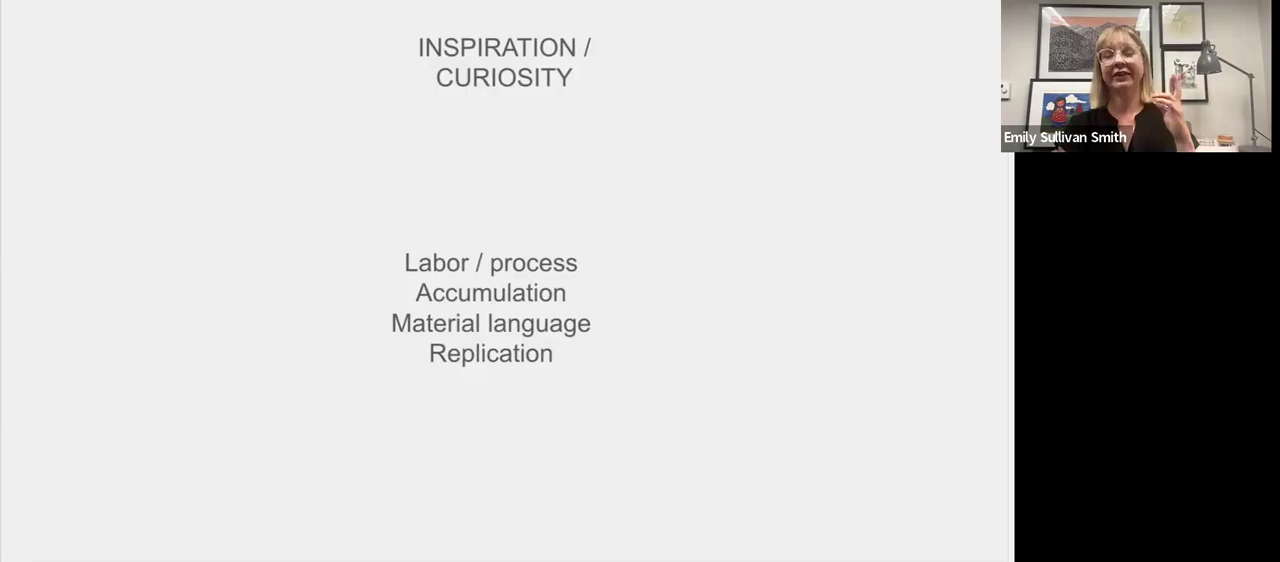 INSPIRATION /
CURIOSITY
Emily Sullivan Smith
Labor / process
Accumulation
Material language
Replication